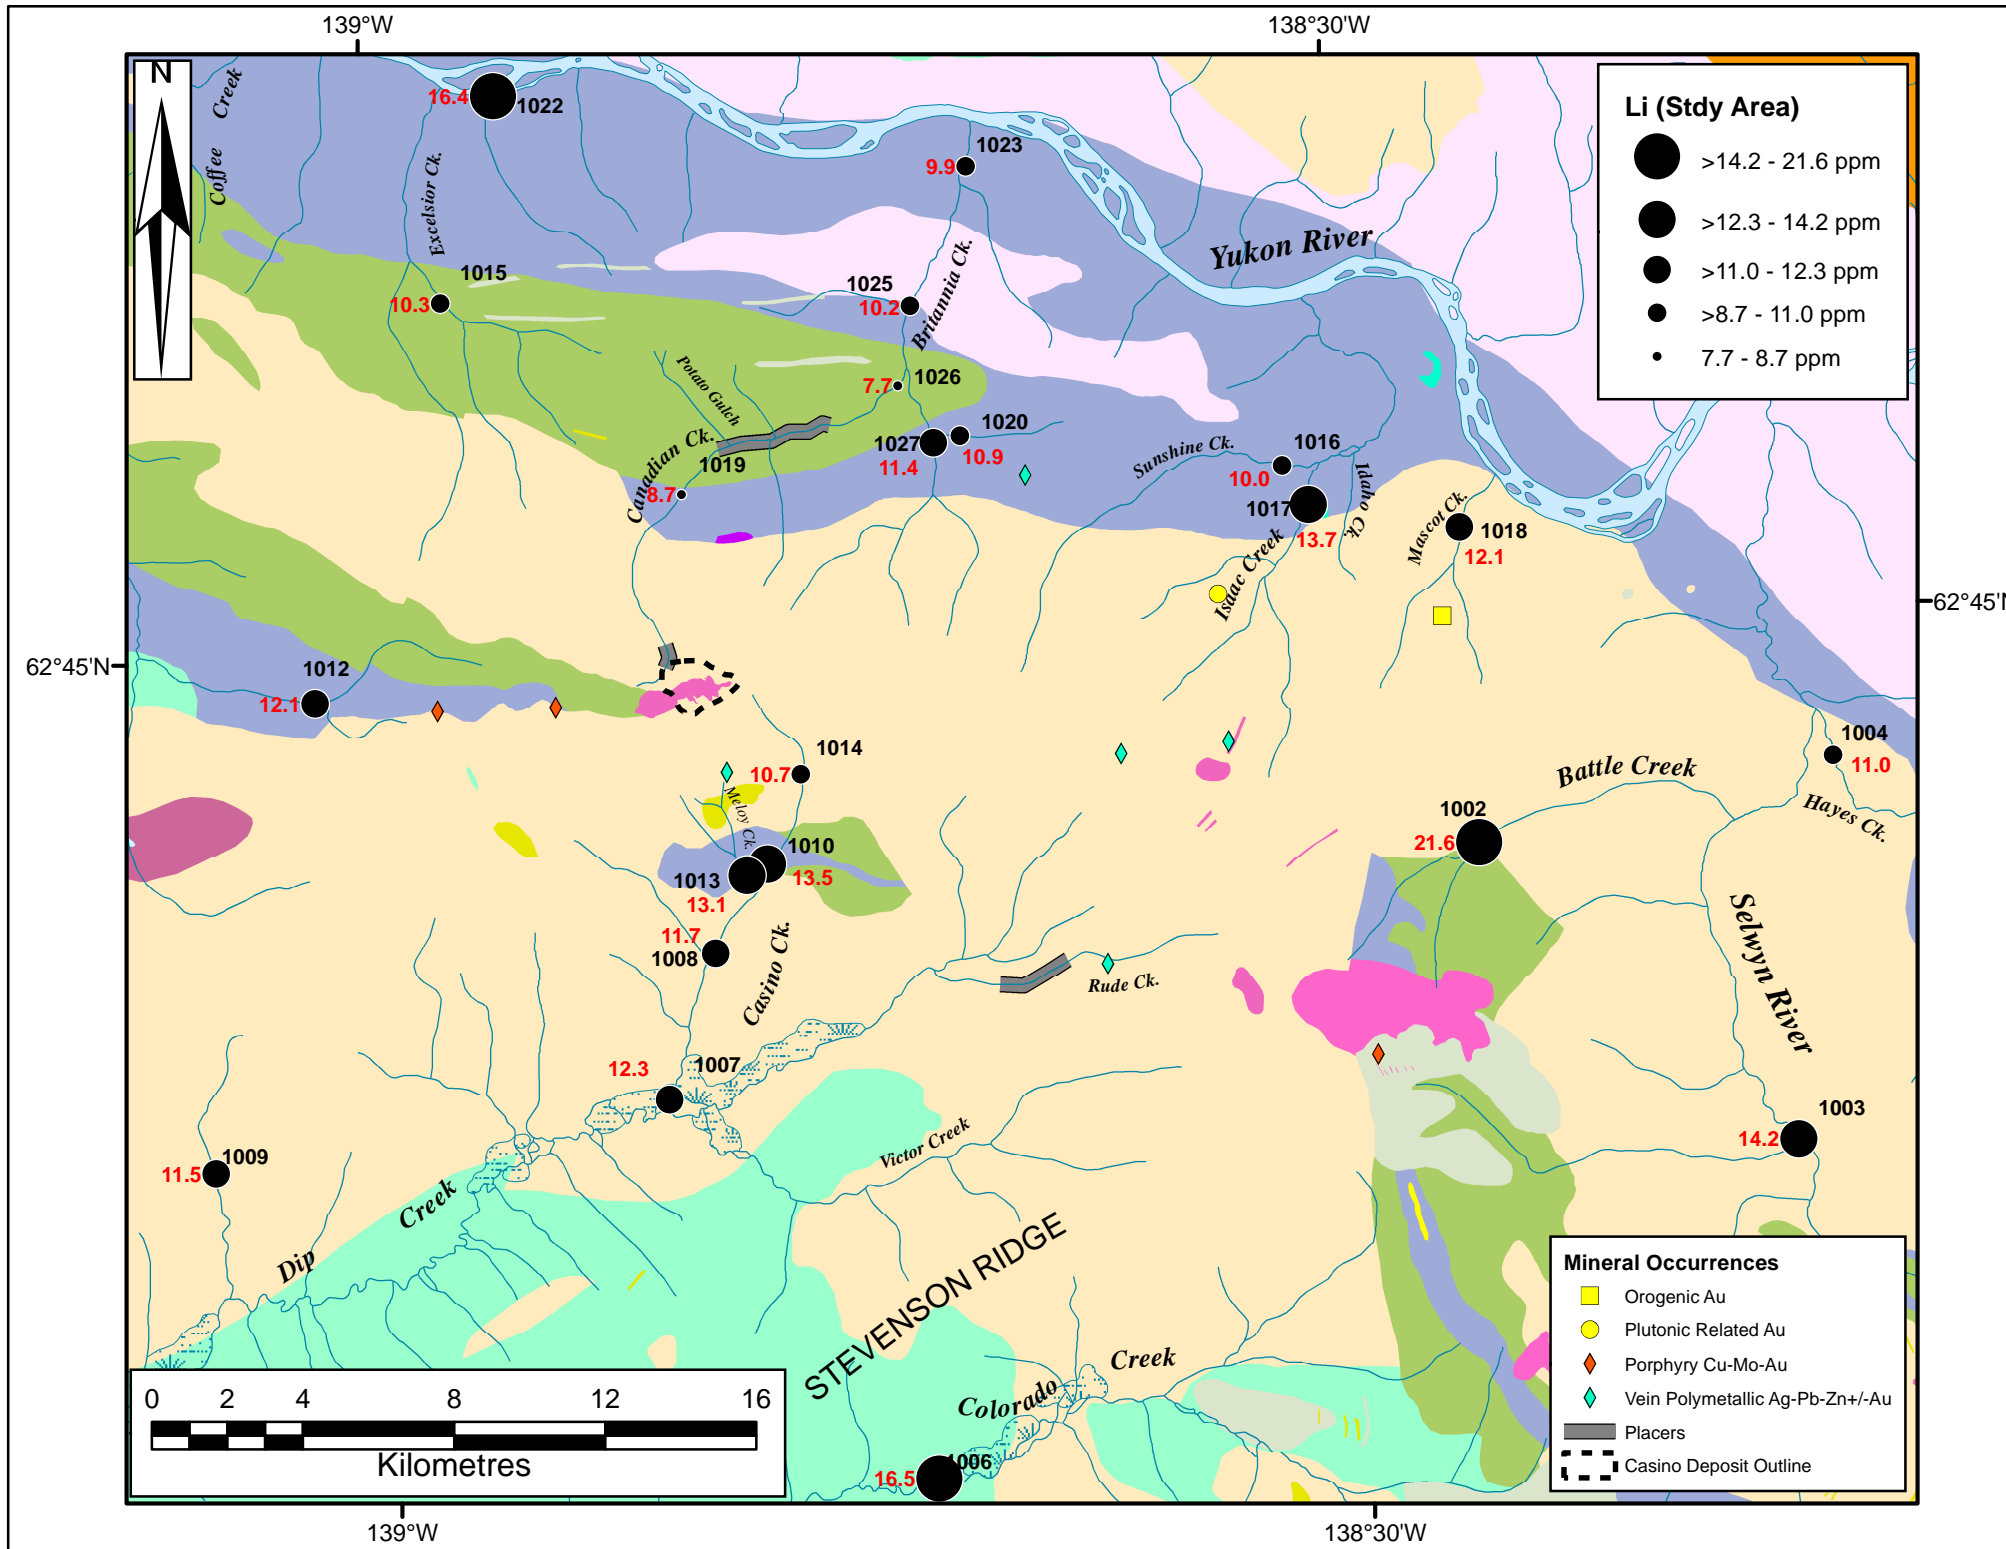 139°W
138°30'W
N
Coffee Creek
16.4
1022
Excelsior Ck.
1023
9.9
Li (Stdy Area)
>14.2 - 21.6 ppm
>12.3 - 14.2 ppm
>11.0 - 12.3 ppm
>8.7 - 11.0 ppm
7.7 - 8.7 ppm
Yukon River
1015
10.3
1025
10.2
Britannia Ck.
Potato Gulch
7.7
1026
Canadian Ck.
1019
8.7
1027
11.4
1020
10.9
Sunshine Ck.
1016
10.0
1017
13.7
Idaho Ck.
Isaac Creek
Mascot Ck.
1018
12.1
62°45'N
62°45'N
1012
12.1
1014
10.7
Meloy Ck.
1010
13.5
1013
13.1
11.7
1008
Casino Ck.
Rude Ck.
1004
11.0
Battle Creek
Hayes Ck.
1002
21.6
Selwyn River
12.3
1007
1003
14.2
1009
11.5
Victor Creek
Dip Creek
STEVENSON RIDGE
Colorado Creek
1006
16.5
0 2 4 8 12 16
Kilometres
Mineral Occurrences
Orogenic Au
Plutonic Related Au
Porphyry Cu-Mo-Au
Vein Polymetallic Ag-Pb-Zn+/-Au
Placers
Casino Deposit Outline
139°W
138°30'W